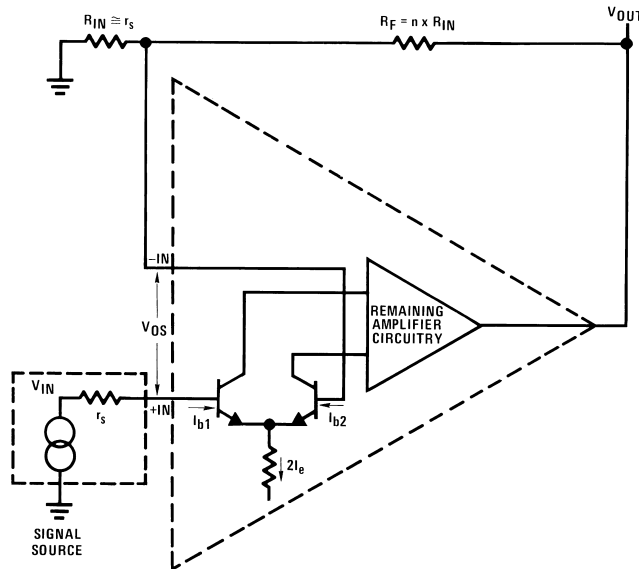 R_IN ≅ r_s
R_F = n x R_IN
V_OUT
−IN
V_OS
REMAINING
AMPLIFIER
CIRCUITRY
V_IN
r_s
+IN
I_b1
I_b2
2I_e
SIGNAL
SOURCE